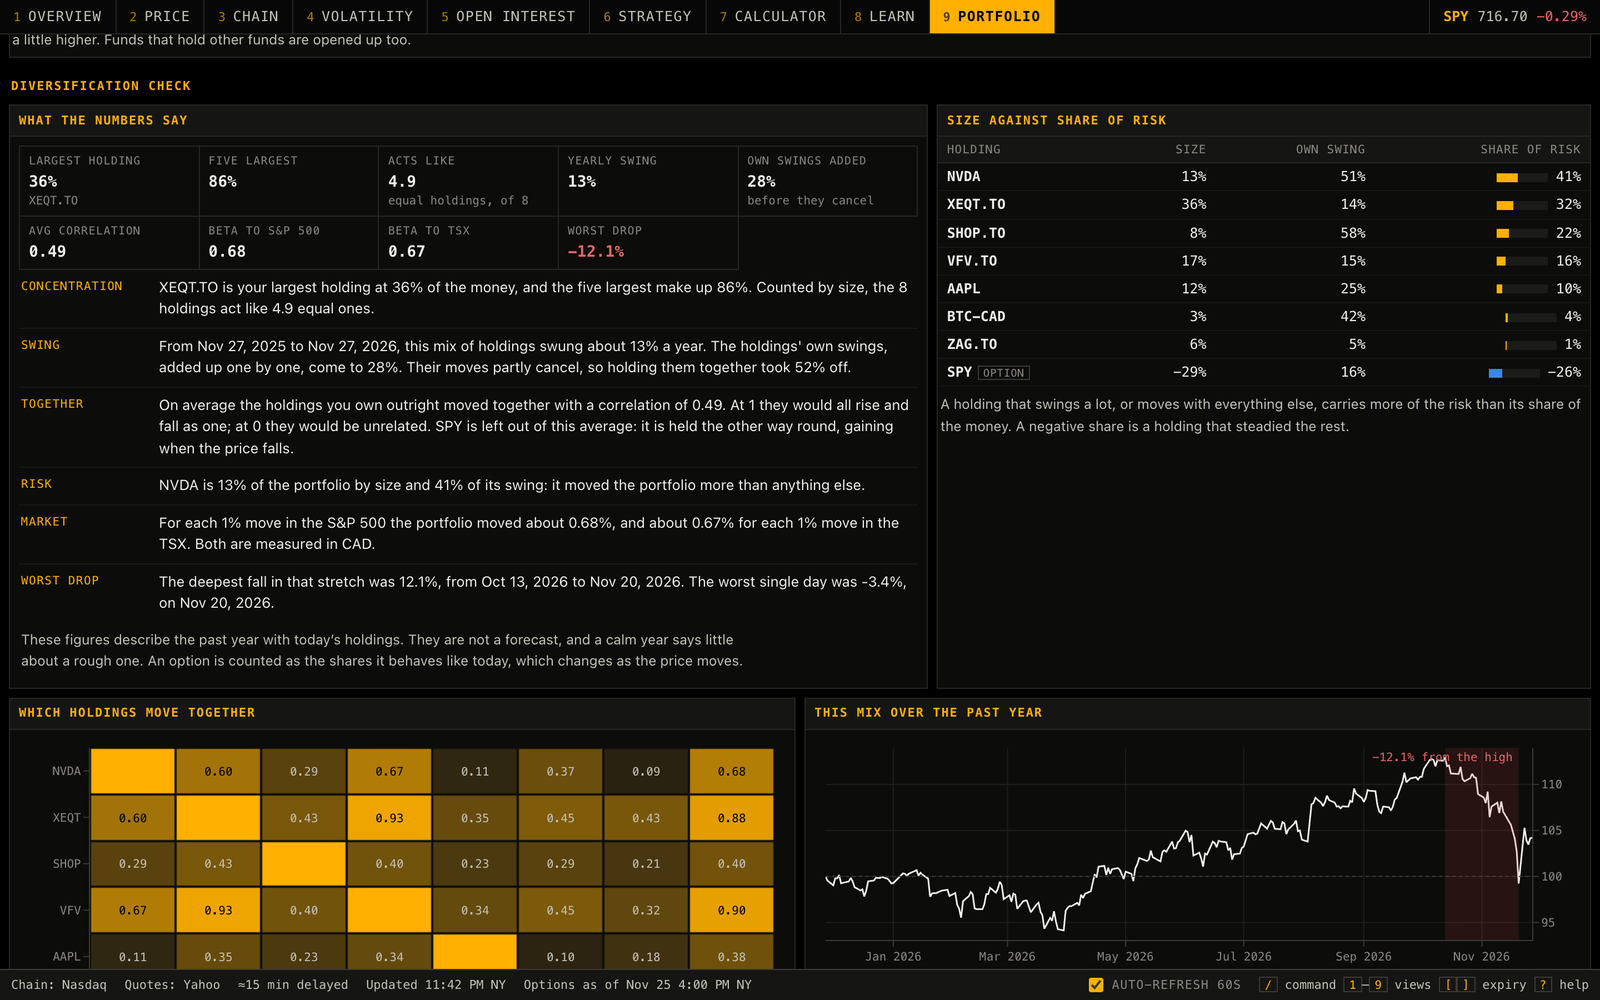 1 OVERVIEW 2 PRICE 3 CHAIN 4 VOLATILITY 5 OPEN INTEREST 6 STRATEGY 7 CALCULATOR 8 LEARN 9 PORTFOLIO SPY 716.70 −0.29%
a little higher. Funds that hold other funds are opened up too.
DIVERSIFICATION CHECK
WHAT THE NUMBERS SAY
LARGEST HOLDING
36%
XEQT.TO
FIVE LARGEST
86%
ACTS LIKE
4.9
equal holdings, of 8
YEARLY SWING
13%
OWN SWINGS ADDED
28%
before they cancel
AVG CORRELATION
0.49
BETA TO S&P 500
0.68
BETA TO TSX
0.67
WORST DROP
−12.1%
CONCENTRATION
XEQT.TO is your largest holding at 36% of the money, and the five largest make up 86%. Counted by size, the 8
holdings act like 4.9 equal ones.
SWING
From Nov 27, 2025 to Nov 27, 2026, this mix of holdings swung about 13% a year. The holdings' own swings,
added up one by one, come to 28%. Their moves partly cancel, so holding them together took 52% off.
TOGETHER
On average the holdings you own outright moved together with a correlation of 0.49. At 1 they would all rise and
fall as one; at 0 they would be unrelated. SPY is left out of this average: it is held the other way round, gaining
when the price falls.
RISK
NVDA is 13% of the portfolio by size and 41% of its swing: it moved the portfolio more than anything else.
MARKET
For each 1% move in the S&P 500 the portfolio moved about 0.68%, and about 0.67% for each 1% move in the
TSX. Both are measured in CAD.
WORST DROP
The deepest fall in that stretch was 12.1%, from Oct 13, 2026 to Nov 20, 2026. The worst single day was -3.4%,
on Nov 20, 2026.
These figures describe the past year with today’s holdings. They are not a forecast, and a calm year says little
about a rough one. An option is counted as the shares it behaves like today, which changes as the price moves.
SIZE AGAINST SHARE OF RISK
HOLDING SIZE OWN SWING SHARE OF RISK
NVDA 13% 51% 41%
XEQT.TO 36% 14% 32%
SHOP.TO 8% 58% 22%
VFV.TO 17% 15% 16%
AAPL 12% 25% 10%
BTC−CAD 3% 42% 4%
ZAG.TO 6% 5% 1%
SPY OPTION −29% 16% −26%
A holding that swings a lot, or moves with everything else, carries more of the risk than its share of
the money. A negative share is a holding that steadied the rest.
WHICH HOLDINGS MOVE TOGETHER
NVDA 0.60 0.29 0.67 0.11 0.37 0.09 0.68
XEQT 0.60 0.43 0.93 0.35 0.45 0.43 0.88
SHOP 0.29 0.43 0.40 0.23 0.29 0.21 0.40
VFV 0.67 0.93 0.40 0.34 0.45 0.32 0.90
AAPL 0.11 0.35 0.23 0.34 0.10 0.18 0.38
THIS MIX OVER THE PAST YEAR
−12.1% from the high
110
105
100
95
Jan 2026 Mar 2026 May 2026 Jul 2026 Sep 2026 Nov 2026
Chain: Nasdaq Quotes: Yahoo ≈15 min delayed Updated 11:42 PM NY Options as of Nov 25 4:00 PM NY AUTO-REFRESH 60S / command 1–9 views [ ] expiry ? help